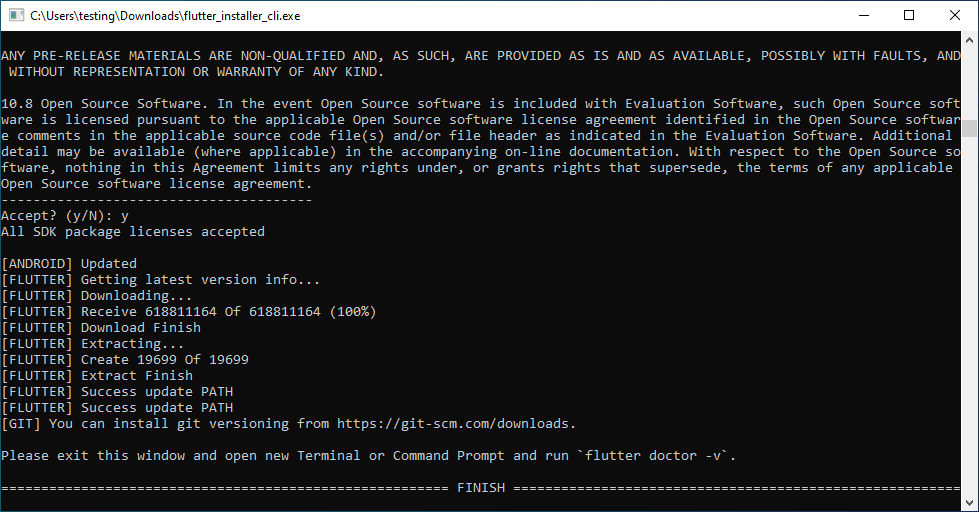 C:\Users\testing\Downloads\flutter_installer_cli.exe
ANY PRE-RELEASE MATERIALS ARE NON-QUALIFIED AND, AS SUCH, ARE PROVIDED AS IS AND AS AVAILABLE, POSSIBLY WITH FAULTS, AND
 WITHOUT REPRESENTATION OR WARRANTY OF ANY KIND.
10.8 Open Source Software. In the event Open Source software is included with Evaluation Software, such Open Source soft
ware is licensed pursuant to the applicable Open Source software license agreement identified in the Open Source softwar
e comments in the applicable source code file(s) and/or file header as indicated in the Evaluation Software. Additional
detail may be available (where applicable) in the accompanying on-line documentation. With respect to the Open Source so
ftware, nothing in this Agreement limits any rights under, or grants rights that supersede, the terms of any applicable
Open Source software license agreement.
---------------------------------------
Accept? (y/N): y
All SDK package licenses accepted
[ANDROID] Updated
[FLUTTER] Getting latest version info...
[FLUTTER] Downloading...
[FLUTTER] Receive 618811164 Of 618811164 (100%)
[FLUTTER] Download Finish
[FLUTTER] Extracting...
[FLUTTER] Create 19699 Of 19699
[FLUTTER] Extract Finish
[FLUTTER] Success update PATH
[FLUTTER] Success update PATH
[GIT] You can install git versioning from https://git-scm.com/downloads.
Please exit this window and open new Terminal or Command Prompt and run `flutter doctor -v`.
======================================================== FINISH ========================================================